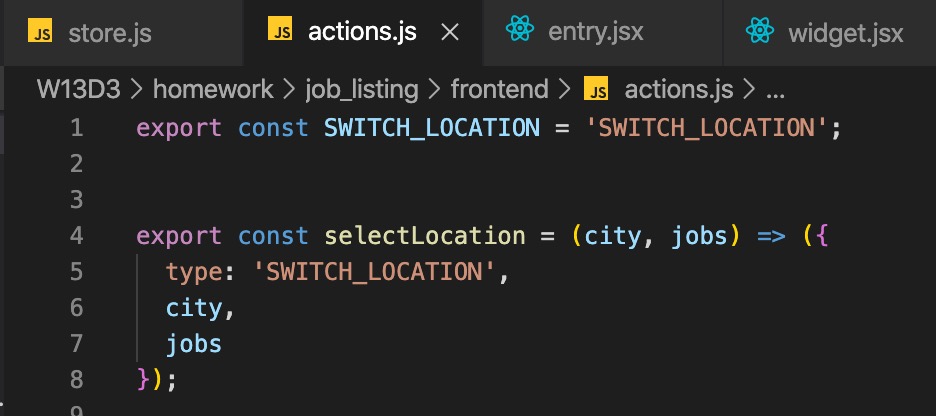 JS store.js JS actions.js × entry.jsx widget.jsx
W13D3 > homework > job_listing > frontend > JS actions.js > ...
1 export const SWITCH_LOCATION = 'SWITCH_LOCATION';
2
3
4 export const selectLocation = (city, jobs) => ({
5   type: 'SWITCH_LOCATION',
6   city,
7   jobs
8 });
9